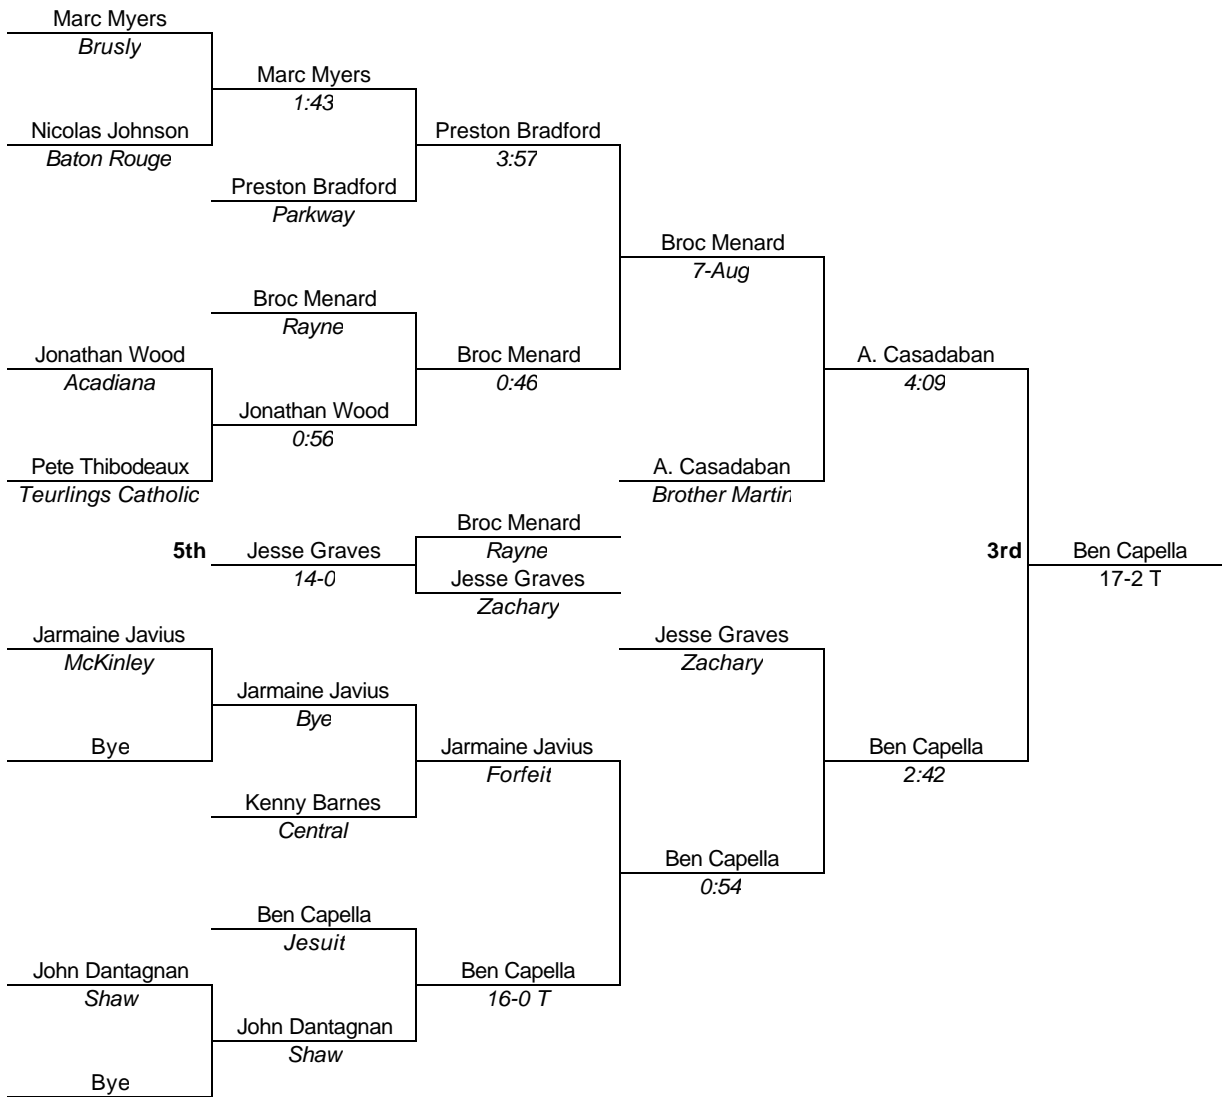 Marc Myers
Brusly
Marc Myers
1:43
Nicolas Johnson
Baton Rouge
Preston Bradford
3:57
Preston Bradford
Parkway
Broc Menard
7-Aug
Broc Menard
Rayne
Jonathan Wood
Acadiana
Broc Menard
0:46
A. Casadaban
4:09
Jonathan Wood
0:56
Pete Thibodeaux
Teurlings Catholic
A. Casadaban
Brother Martin
Broc Menard
Rayne
5th
Jesse Graves
14-0
Jesse Graves
Zachary
3rd
Ben Capella
17-2 T
Jarmaine Javius
McKinley
Jesse Graves
Zachary
Jarmaine Javius
Bye
Bye
Jarmaine Javius
Forfeit
Ben Capella
2:42
Kenny Barnes
Central
Ben Capella
0:54
Ben Capella
Jesuit
John Dantagnan
Shaw
Ben Capella
16-0 T
John Dantagnan
Shaw
Bye